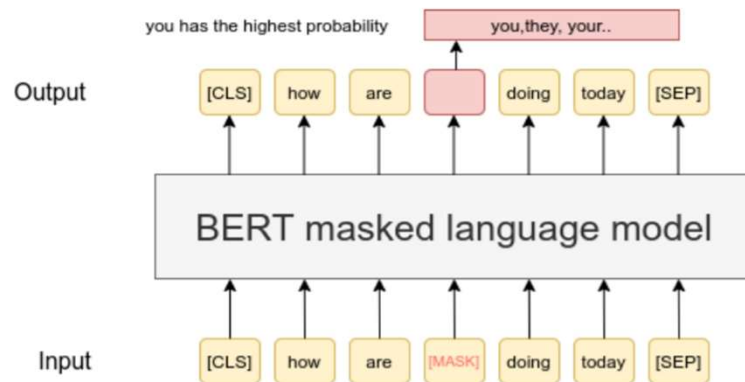 you has the highest probability
you,they, your..
Output
[CLS] how are doing today [SEP]
BERT masked language model
Input
[CLS] how are [MASK] doing today [SEP]